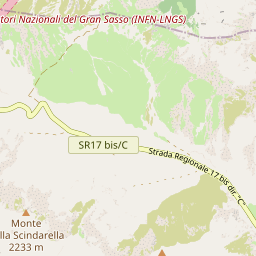 tori Nazionali del Gran Sasso (INFN-LNGS)
SR17 bis/C
Strada Regionale 17 bis dir. "C"
Monte
lla Scindarella
2233 m